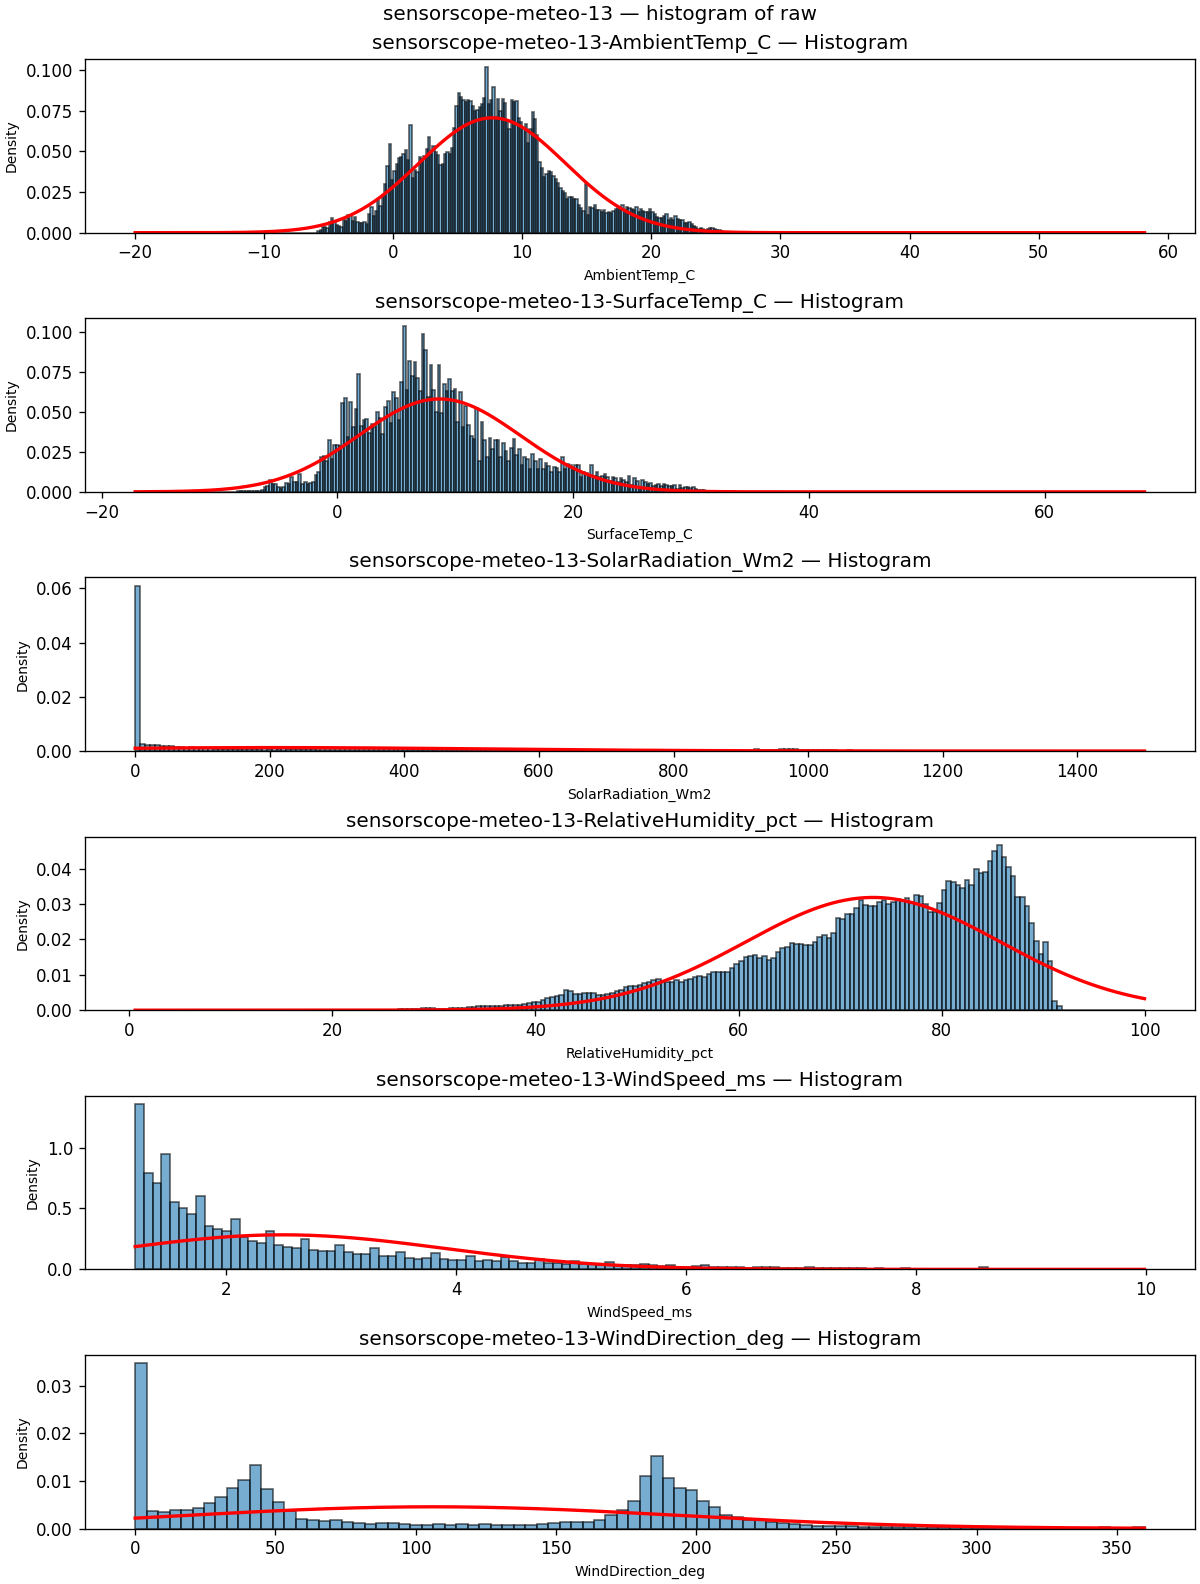 sensorscope-meteo-13 — histogram of raw
sensorscope-meteo-13-AmbientTemp_C — Histogram
Density
0.100
0.075
0.050
0.025
0.000
−20 −10 0 10 20 30 40 50 60
AmbientTemp_C
sensorscope-meteo-13-SurfaceTemp_C — Histogram
Density
0.100
0.075
0.050
0.025
0.000
−20 0 20 40 60
SurfaceTemp_C
sensorscope-meteo-13-SolarRadiation_Wm2 — Histogram
Density
0.06
0.04
0.02
0.00
0 200 400 600 800 1000 1200 1400
SolarRadiation_Wm2
sensorscope-meteo-13-RelativeHumidity_pct — Histogram
Density
0.04
0.03
0.02
0.01
0.00
0 20 40 60 80 100
RelativeHumidity_pct
sensorscope-meteo-13-WindSpeed_ms — Histogram
Density
1.0
0.5
0.0
2 4 6 8 10
WindSpeed_ms
sensorscope-meteo-13-WindDirection_deg — Histogram
Density
0.03
0.02
0.01
0.00
0 50 100 150 200 250 300 350
WindDirection_deg